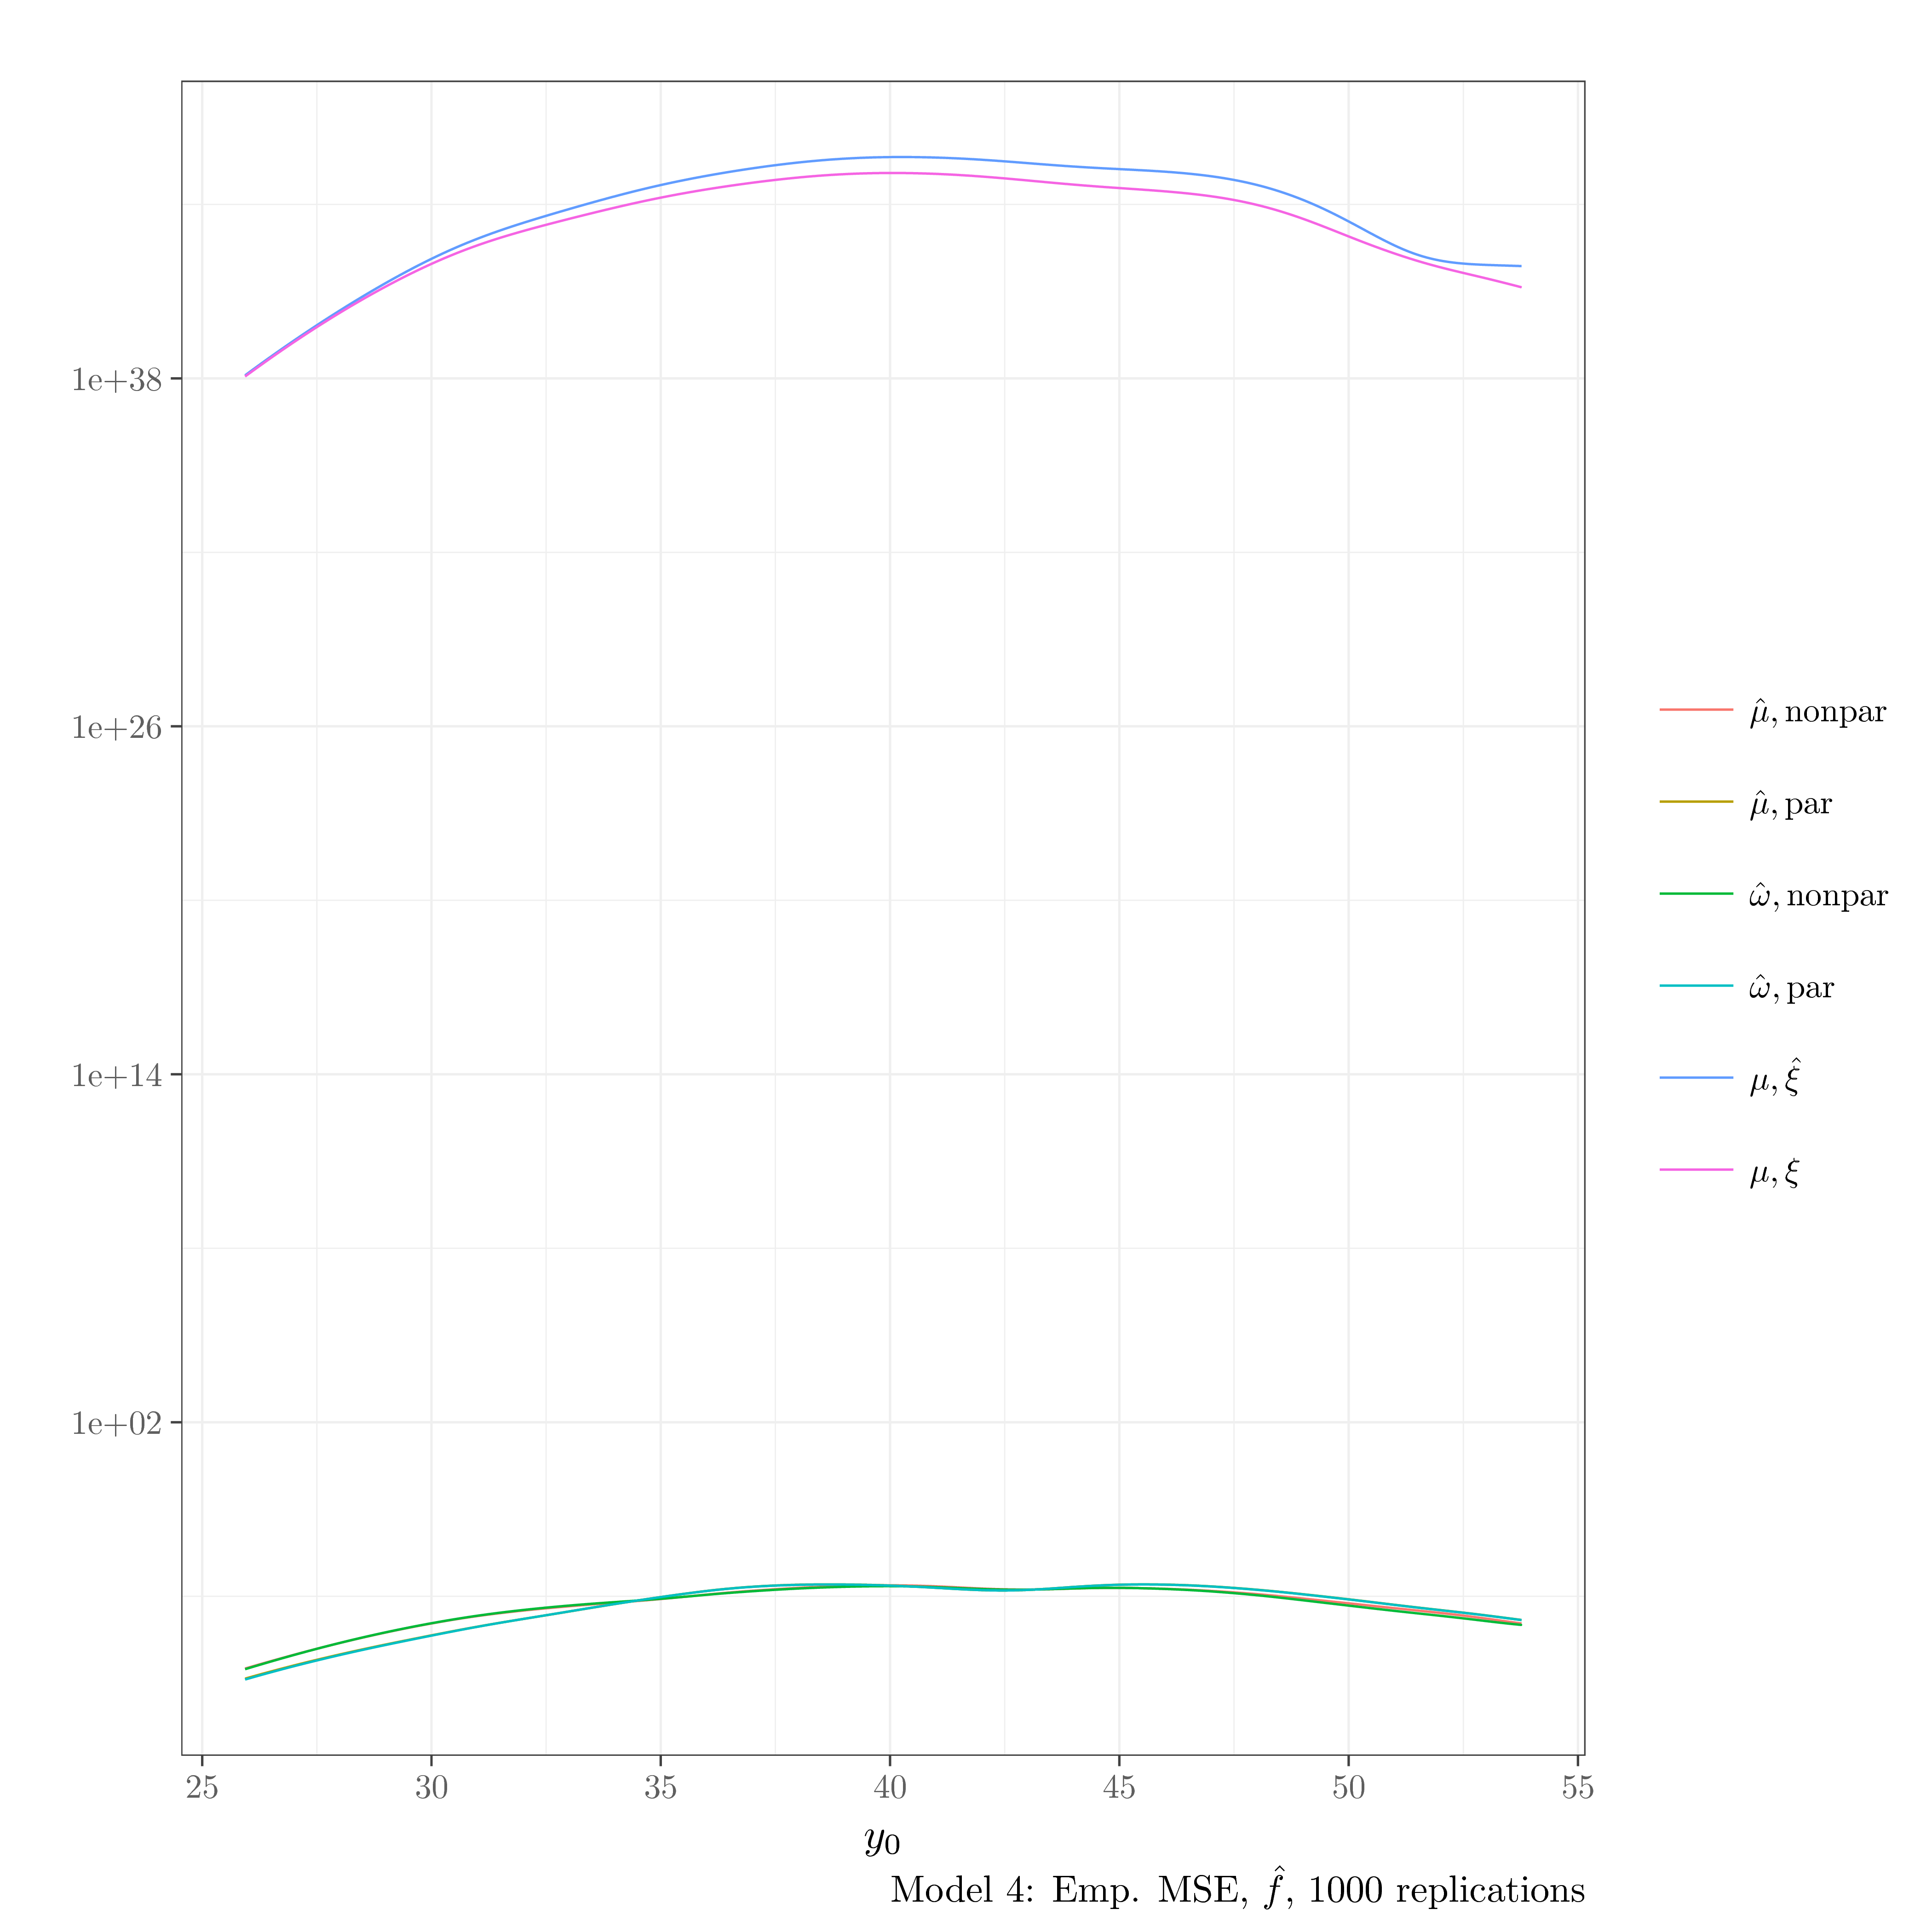 1e+38
1e+26
1e+14
1e+02
25 30 35 40 45 50 55
y₀
μ̂, nonpar
μ̂, par
ω̂, nonpar
ω̂, par
μ, ξ̂
μ, ξ
Model 4: Emp. MSE, f̂, 1000 replications